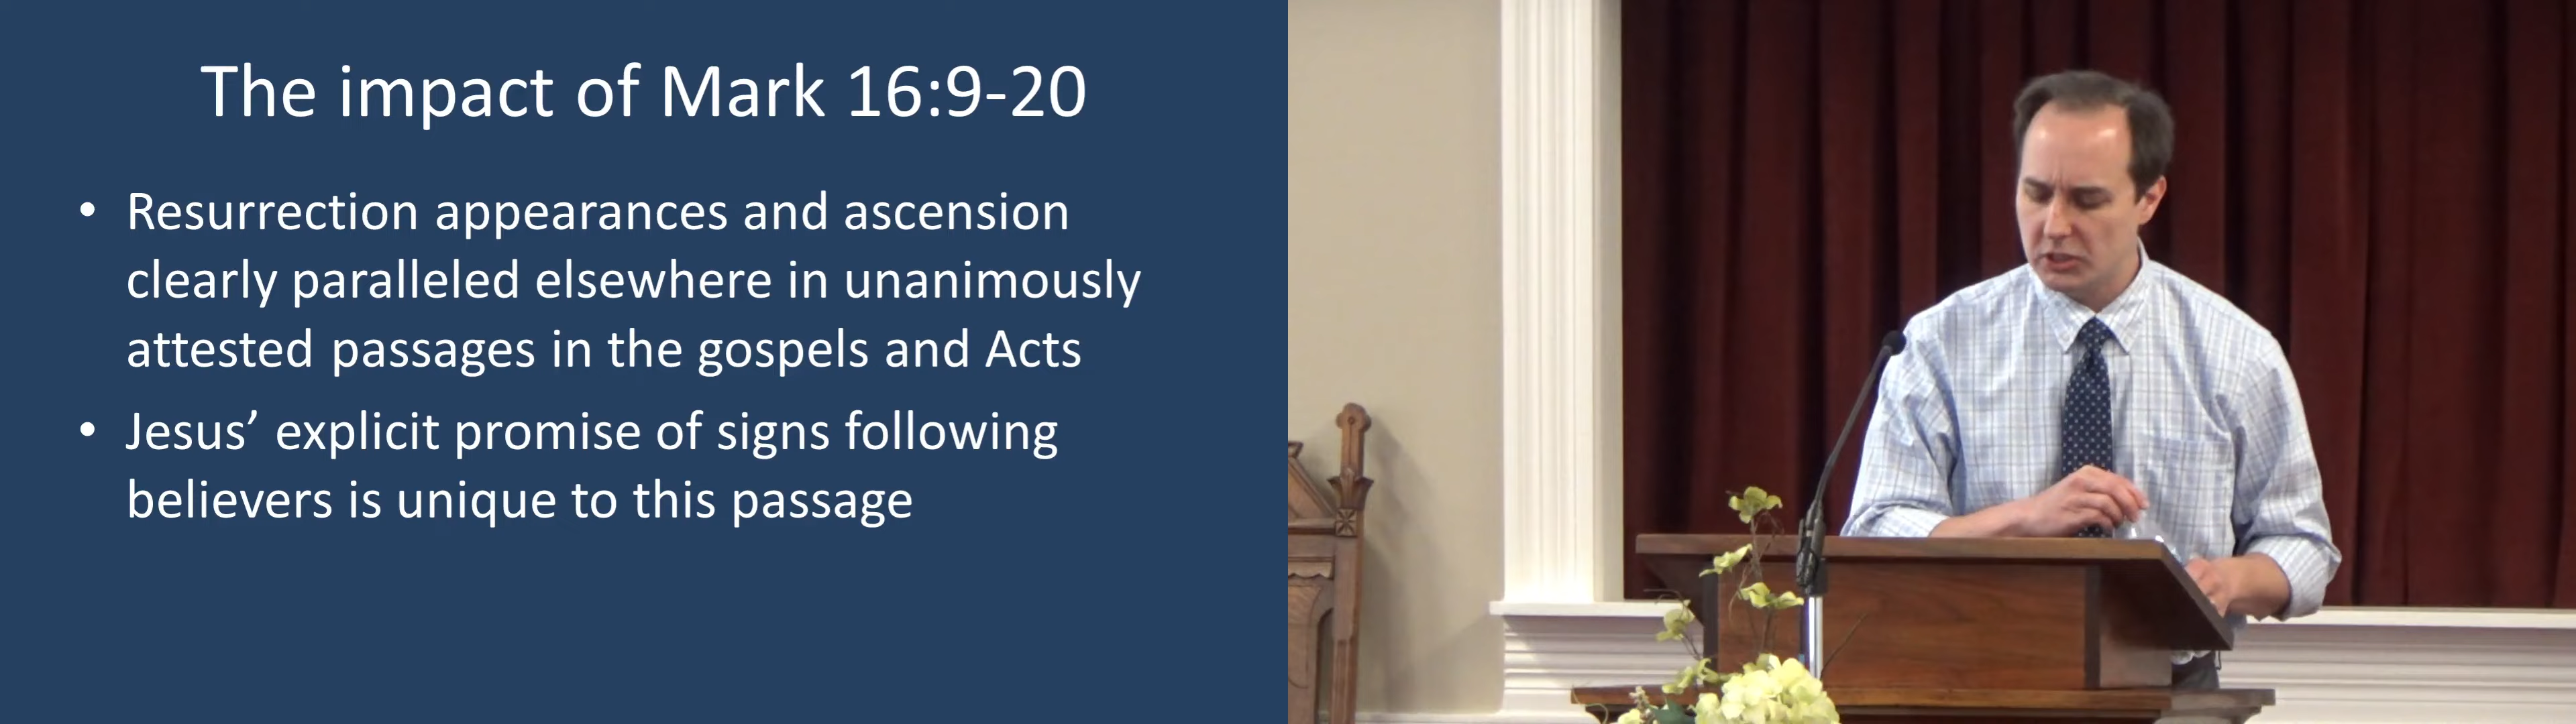 The impact of Mark 16:9-20
• Resurrection appearances and ascension
clearly paralleled elsewhere in unanimously
attested passages in the gospels and Acts
• Jesus’ explicit promise of signs following
believers is unique to this passage